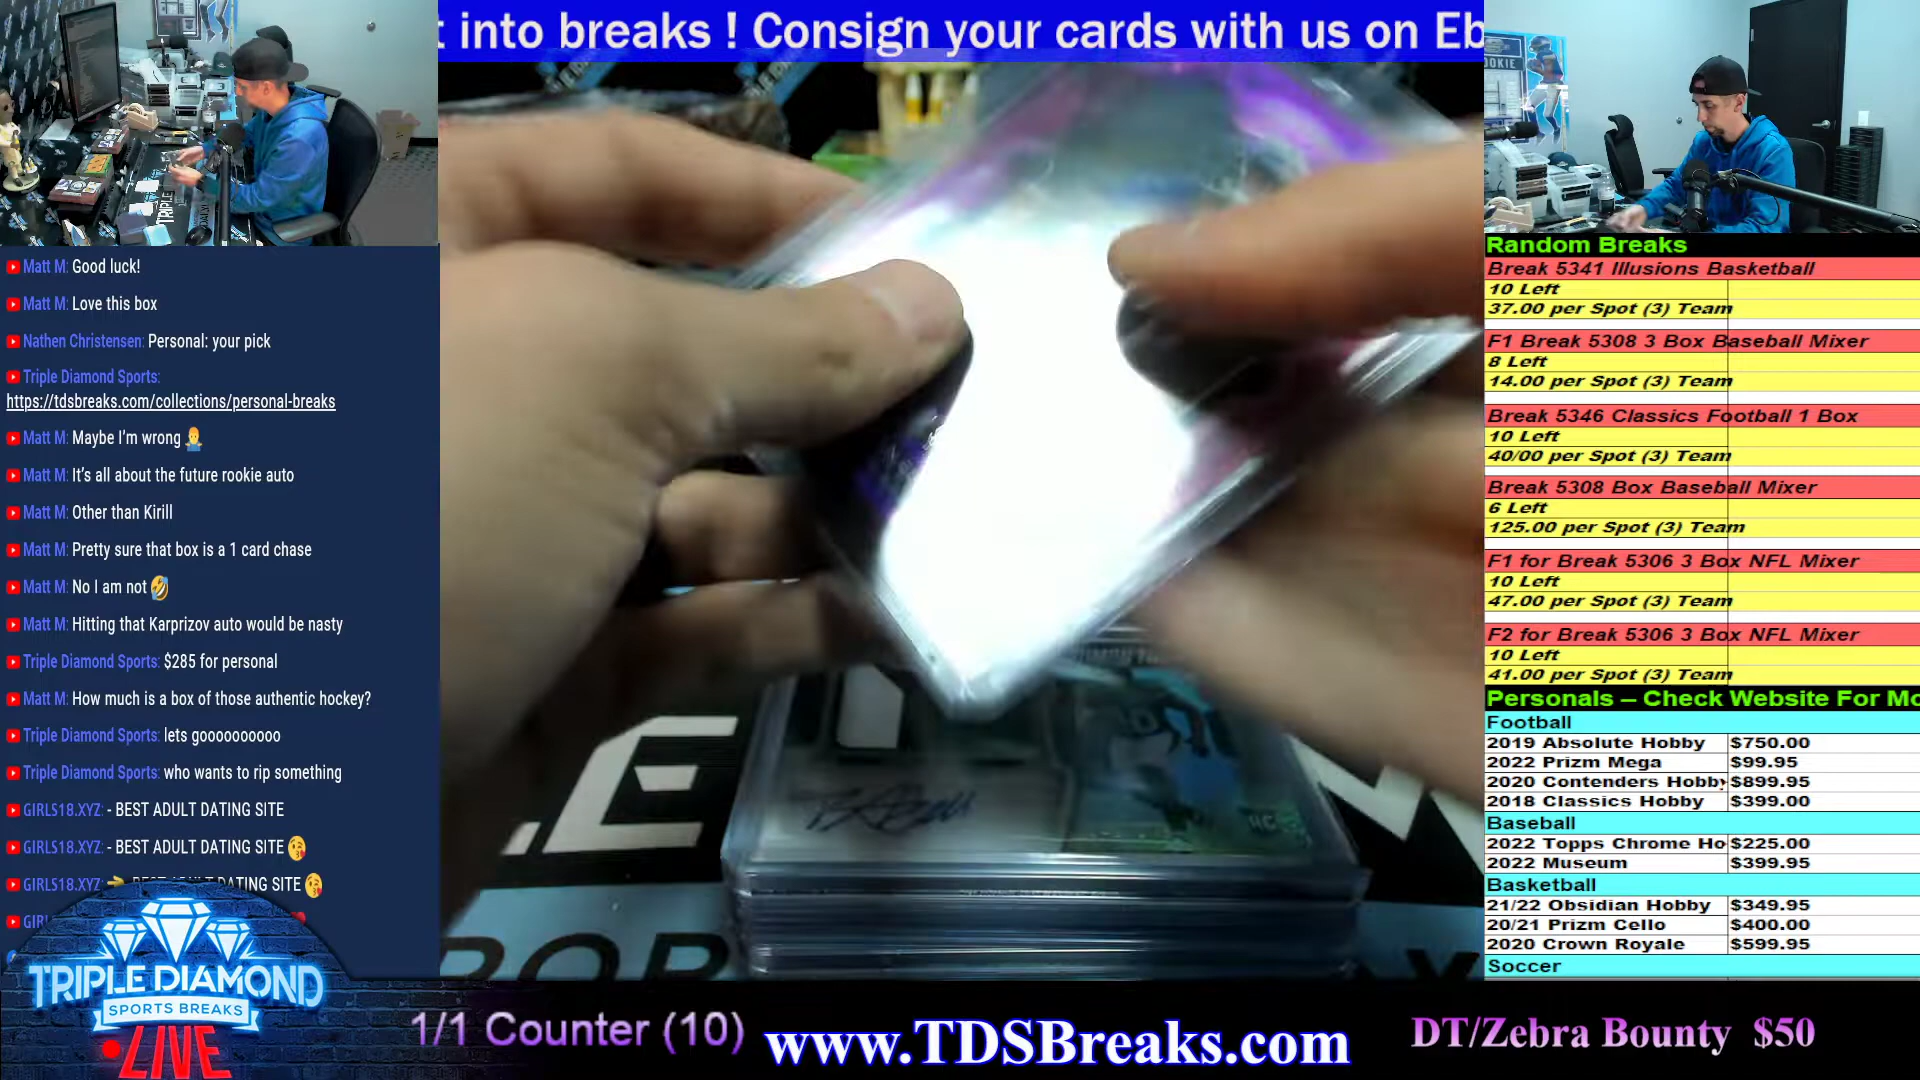 t into breaks ! Consign your cards with us on Eb
OOKIE
Matt M: Good luck!
Matt M: Love this box
Nathen Christensen: Personal: your pick
Triple Diamond Sports:
https://tdsbreaks.com/collections/personal-breaks
Matt M: Maybe I'm wrong
Matt M: It's all about the future rookie auto
Matt M: Other than Kirill
Matt M: Pretty sure that box is a 1 card chase
Matt M: No I am not
Matt M: Hitting that Karprizov auto would be nasty
Triple Diamond Sports: $285 for personal
Matt M: How much is a box of those authentic hockey?
Triple Diamond Sports: lets goooooooooo
Triple Diamond Sports: who wants to rip something
GIRLS18.XYZ: - BEST ADULT DATING SITE
GIRLS18.XYZ: - BEST ADULT DATING SITE
GIRLS18.XYZ: BEST ADULT DATING SITE
GIRL
TRIPLE DIAMOND
SPORTS BREAKS
LIVE
Random Breaks
Break 5341 Illusions Basketball
10 Left
37.00 per Spot (3) Team
F1 Break 5308 3 Box Baseball Mixer
8 Left
14.00 per Spot (3) Team
Break 5346 Classics Football 1 Box
10 Left
40/00 per Spot (3) Team
Break 5308 Box Baseball Mixer
6 Left
125.00 per Spot (3) Team
F1 for Break 5306 3 Box NFL Mixer
10 Left
47.00 per Spot (3) Team
F2 for Break 5306 3 Box NFL Mixer
10 Left
41.00 per Spot (3) Team
Personals – Check Website For Mo
Football
2019 Absolute Hobby $750.00
2022 Prizm Mega $99.95
2020 Contenders Hobby $899.95
2018 Classics Hobby $399.00
Baseball
2022 Topps Chrome Ho $225.00
2022 Museum $399.95
Basketball
21/22 Obsidian Hobby $349.95
20/21 Prizm Cello $400.00
2020 Crown Royale $599.95
Soccer
1/1 Counter (10)
www.TDSBreaks.com
DT/Zebra Bounty $50